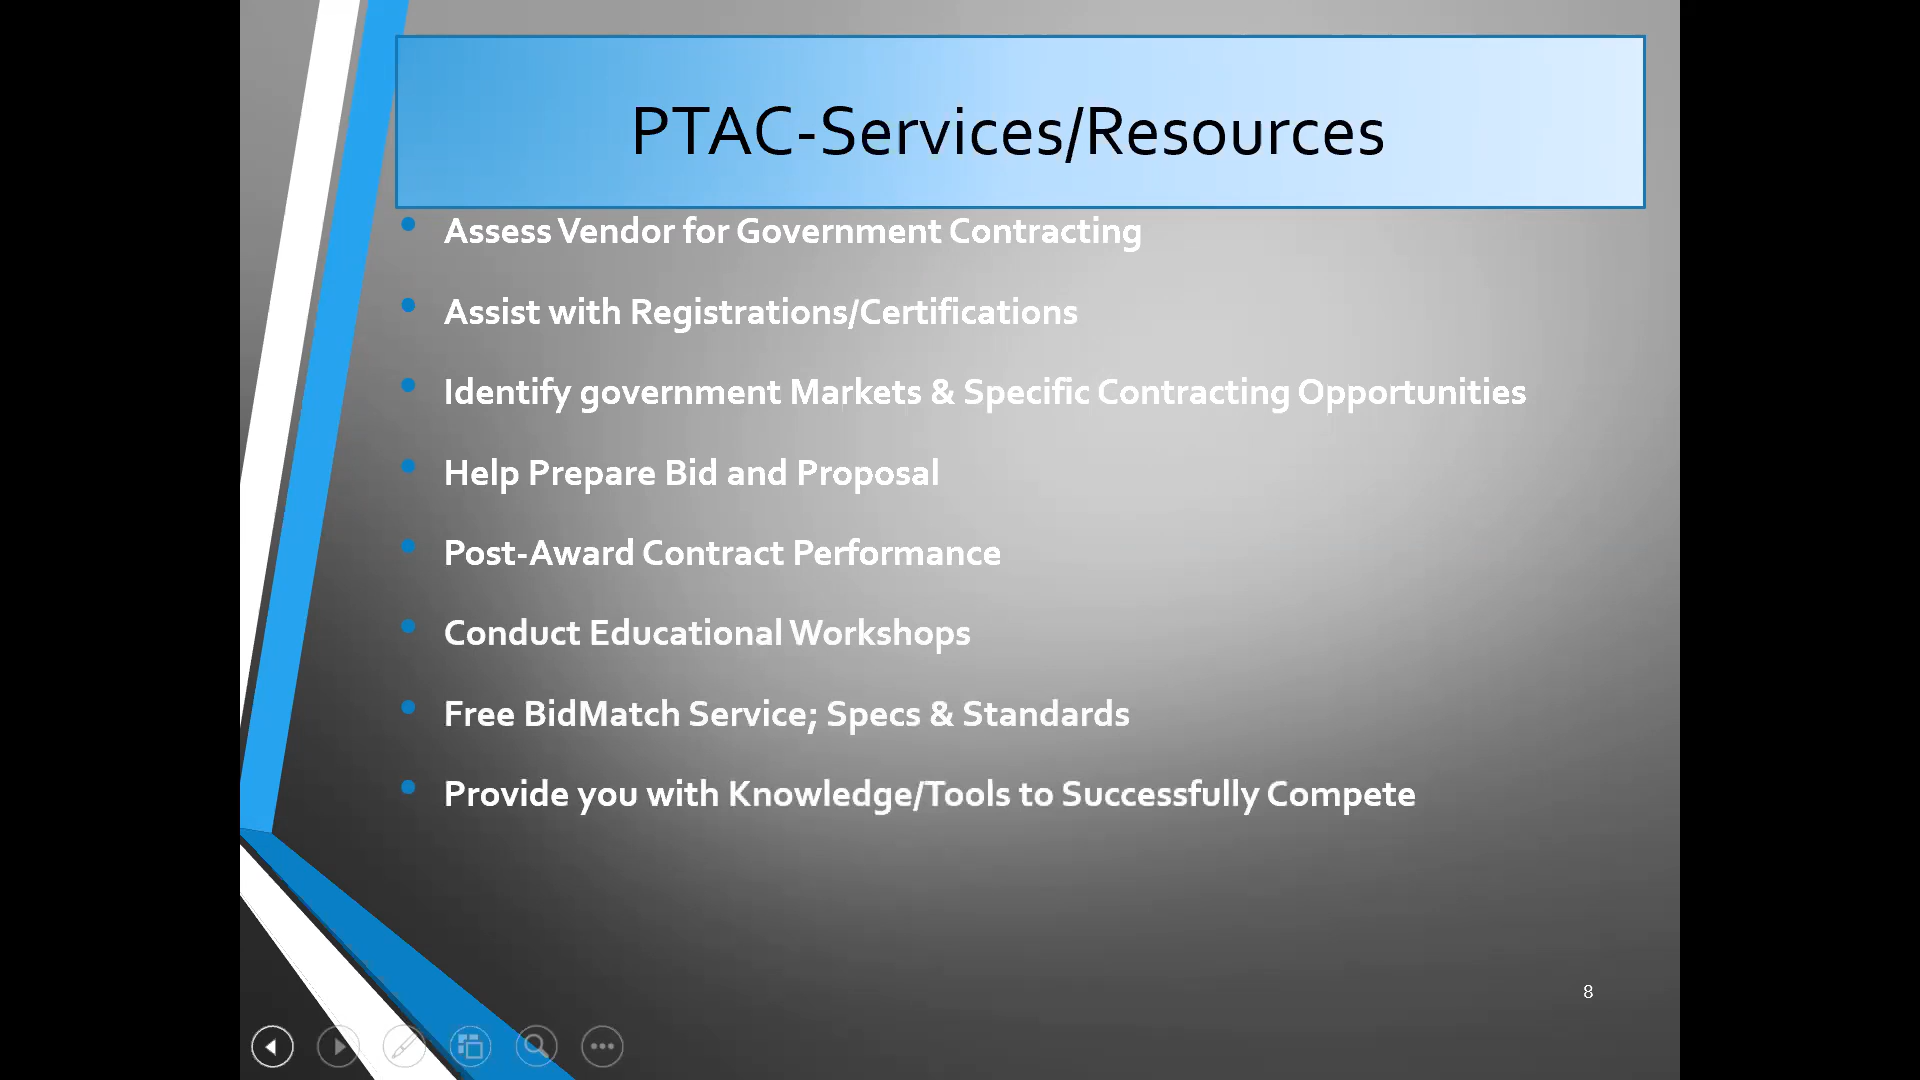 PTAC-Services/Resources
Assess Vendor for Government Contracting
Assist with Registrations/Certifications
Identify government Markets & Specific Contracting Opportunities
Help Prepare Bid and Proposal
Post-Award Contract Performance
Conduct Educational Workshops
Free BidMatch Service; Specs & Standards
Provide you with Knowledge/Tools to Successfully Compete
8